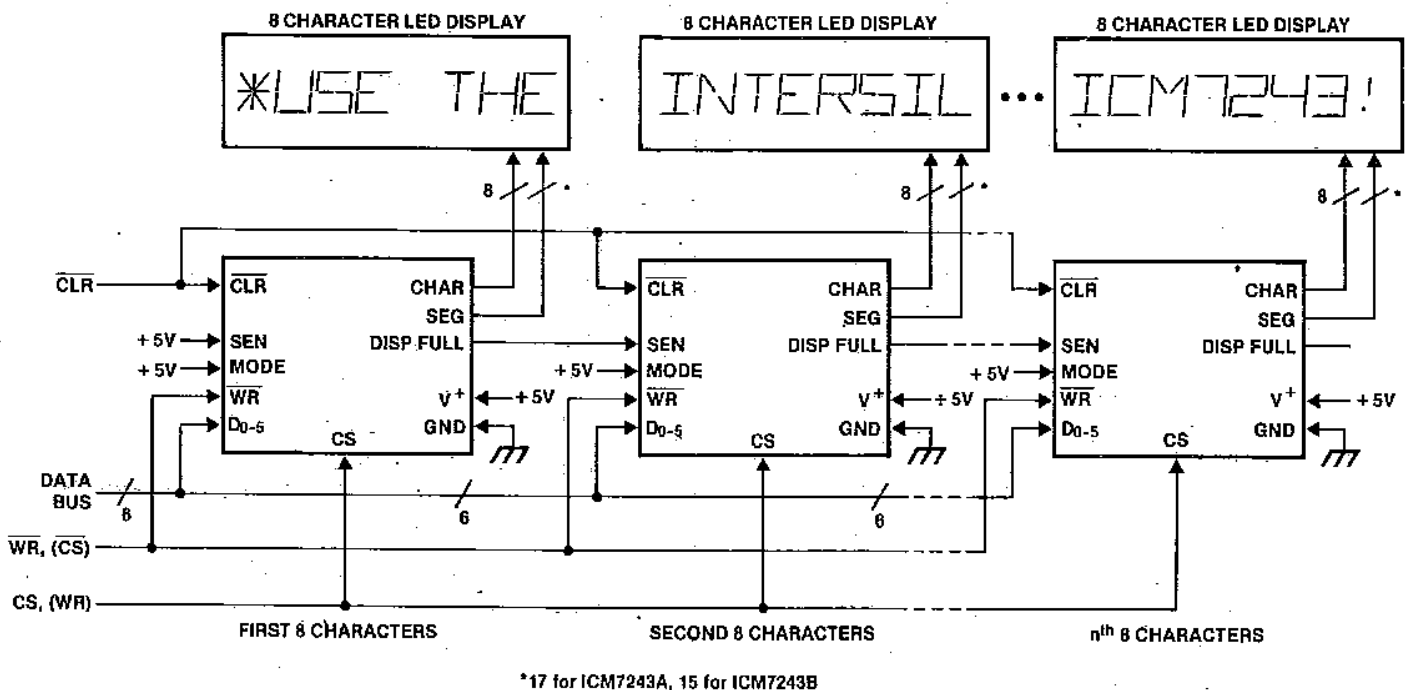 8 CHARACTER LED DISPLAY
8 CHARACTER LED DISPLAY
8 CHARACTER LED DISPLAY
*USE THE
INTERSIL
•••
ICM7243!
8
*
8
*
8
*
CLR
CLR
CHAR
SEG
+5V
SEN
DISP FULL
+5V
MODE
WR
V+
+5V
D0-5
GND
CS
CLR
CHAR
SEG
SEN
DISP FULL
+5V
MODE
WR
V+
+5V
D0-5
GND
CS
CLR
CHAR
SEG
SEN
DISP FULL
+5V
MODE
WR
V+
+5V
D0-5
GND
CS
DATA
BUS
6
6
6
WR, (CS)
CS, (WR)
FIRST 8 CHARACTERS
SECOND 8 CHARACTERS
nth 8 CHARACTERS
*17 for ICM7243A, 15 for ICM7243B